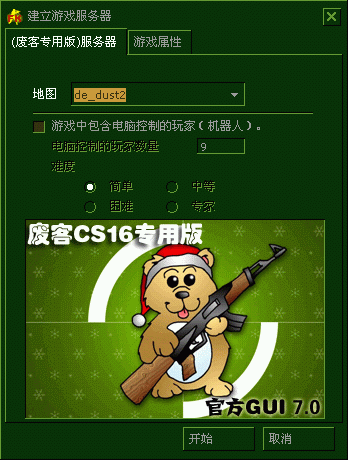 建立游戏服务器
(废客专用版)服务器
游戏属性
地图
de_dust2
游戏中包含电脑控制的玩家（机器人）。
电脑控制的玩家数量
9
难度
简单
中等
困难
专家
废客CS16专用版
官方GUI 7.0
开始
取消